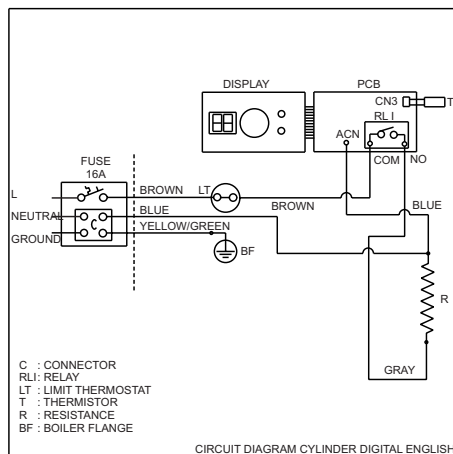 DISPLAY
PCB
CN3
T
RL I
ACN
COM
NO
FUSE
16A
L
BROWN
LT
BROWN
NEUTRAL
BLUE
BLUE
C
GROUND
YELLOW/GREEN
BF
R
GRAY
C : CONNECTOR
RLI: RELAY
LT : LIMIT THERMOSTAT
T : THERMISTOR
R : RESISTANCE
BF : BOILER FLANGE
CIRCUIT DIAGRAM CYLINDER DIGITAL ENGLISH